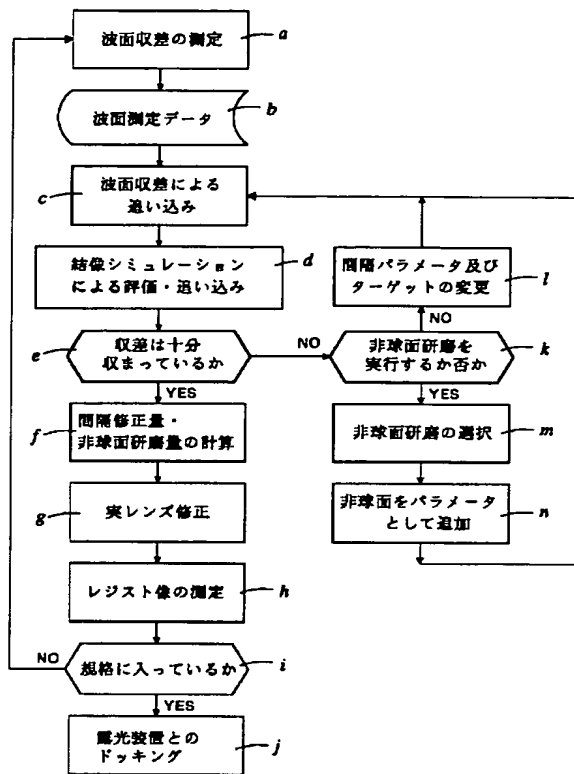 波面収差の測定
a
波面測定データ
b
波面収差による
追い込み
c
結像シミュレーション
による評価・追い込み
d
間隔パラメータ及び
ターゲットの変更
l
収差は十分
収まっているか
e
NO
NO
非球面研磨を
実行するか否か
k
YES
YES
間隔修正量・
非球面研磨量の計算
f
非球面研磨の選択
m
実レンズ修正
g
非球面をパラメータ
として追加
n
レジスト像の測定
h
規格に入っているか
i
NO
YES
露光装置との
ドッキング
j